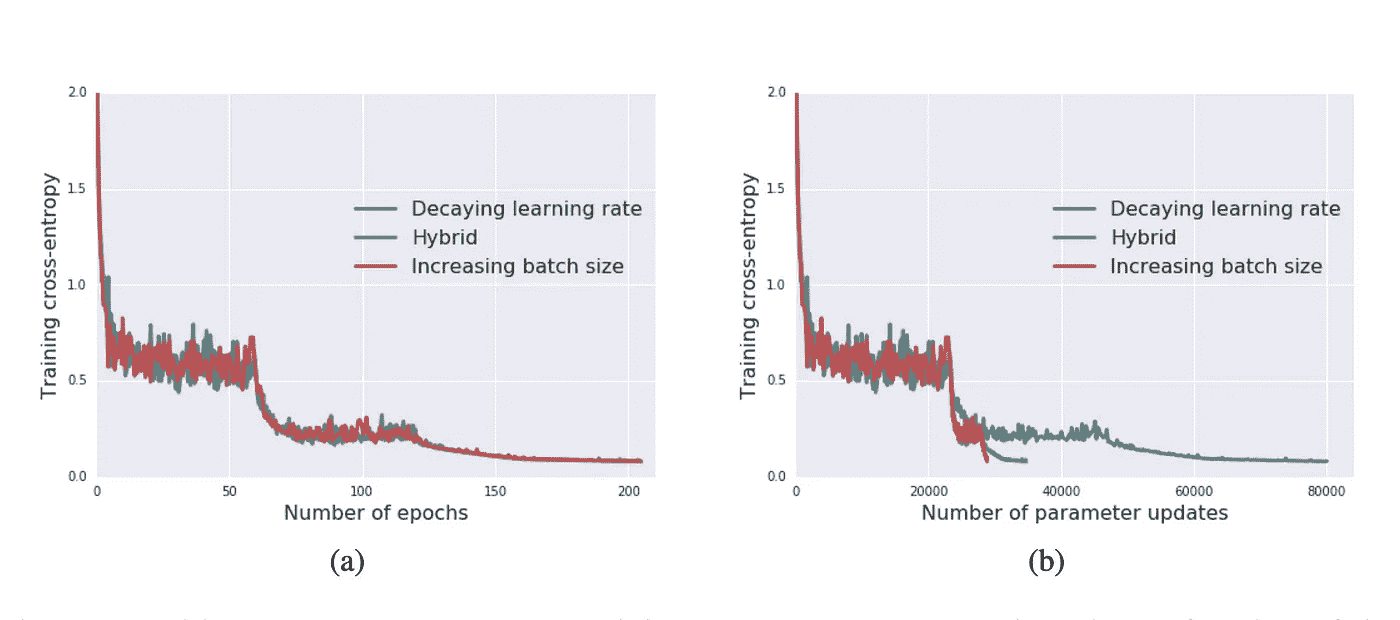 2.0
1.5
1.0
0.5
0.0
Training cross-entropy
Decaying learning rate
Hybrid
Increasing batch size
0 50 100 150 200
Number of epochs
(a)
2.0
1.5
1.0
0.5
0.0
Training cross-entropy
Decaying learning rate
Hybrid
Increasing batch size
0 20000 40000 60000 80000
Number of parameter updates
(b)